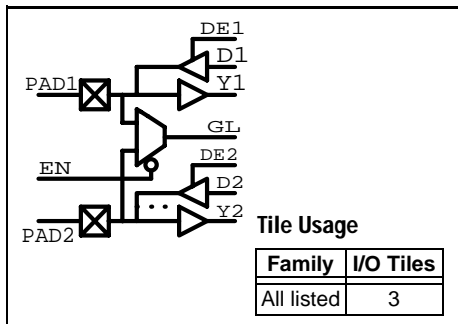 DE1
D1
PAD1
Y1
GL
EN
DE2
D2
PAD2
Y2
Tile Usage
Family I/O Tiles
All listed 3